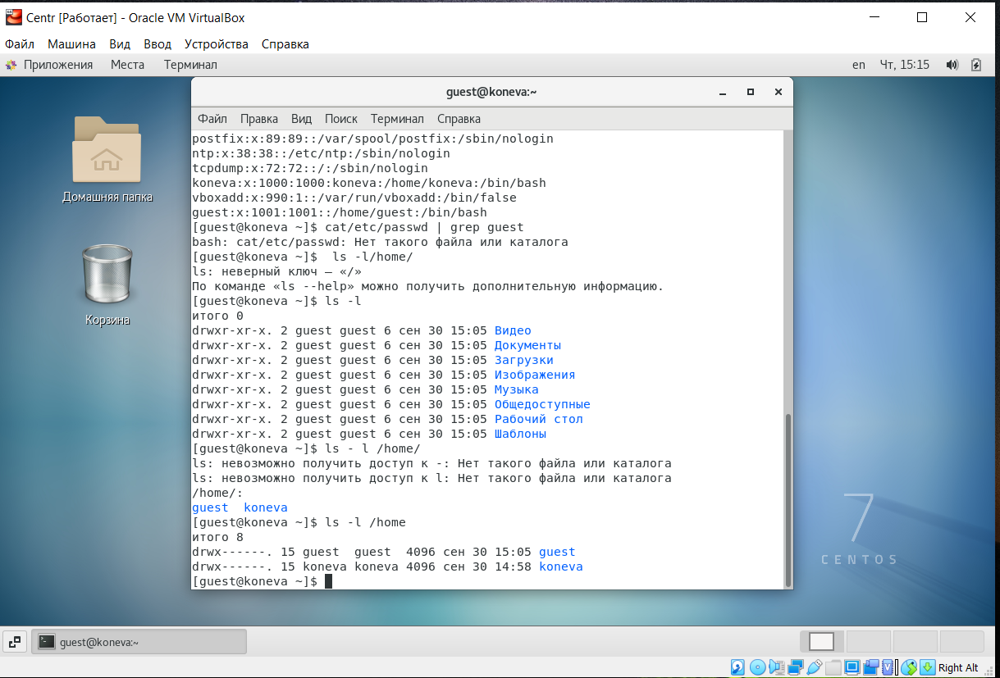 Centr [Работает] - Oracle VM VirtualBox
Файл Машина Вид Ввод Устройства Справка
Приложения Места Терминал en Чт, 15:15
guest@koneva:~
Файл Правка Вид Поиск Терминал Справка
postfix:x:89:89::/var/spool/postfix:/sbin/nologin
ntp:x:38:38::/etc/ntp:/sbin/nologin
tcpdump:x:72:72::/:/sbin/nologin
koneva:x:1000:1000:koneva:/home/koneva:/bin/bash
vboxadd:x:990:1::/var/run/vboxadd:/bin/false
guest:x:1001:1001::/home/guest:/bin/bash
[guest@koneva ~]$ cat/etc/passwd | grep guest
bash: cat/etc/passwd: Нет такого файла или каталога
[guest@koneva ~]$  ls -l/home/
ls: неверный ключ — «/»
По команде «ls --help» можно получить дополнительную информацию.
[guest@koneva ~]$ ls -l
итого 0
drwxr-xr-x. 2 guest guest 6 сен 30 15:05 Видео
drwxr-xr-x. 2 guest guest 6 сен 30 15:05 Документы
drwxr-xr-x. 2 guest guest 6 сен 30 15:05 Загрузки
drwxr-xr-x. 2 guest guest 6 сен 30 15:05 Изображения
drwxr-xr-x. 2 guest guest 6 сен 30 15:05 Музыка
drwxr-xr-x. 2 guest guest 6 сен 30 15:05 Общедоступные
drwxr-xr-x. 2 guest guest 6 сен 30 15:05 Рабочий стол
drwxr-xr-x. 2 guest guest 6 сен 30 15:05 Шаблоны
[guest@koneva ~]$ ls - l /home/
ls: невозможно получить доступ к -: Нет такого файла или каталога
ls: невозможно получить доступ к l: Нет такого файла или каталога
/home/:
guest  koneva
[guest@koneva ~]$ ls -l /home
итого 8
drwx------. 15 guest  guest  4096 сен 30 15:05 guest
drwx------. 15 koneva koneva 4096 сен 30 14:58 koneva
[guest@koneva ~]$
Домашняя папка
Корзина
7
CENTOS
guest@koneva:~
Right Alt